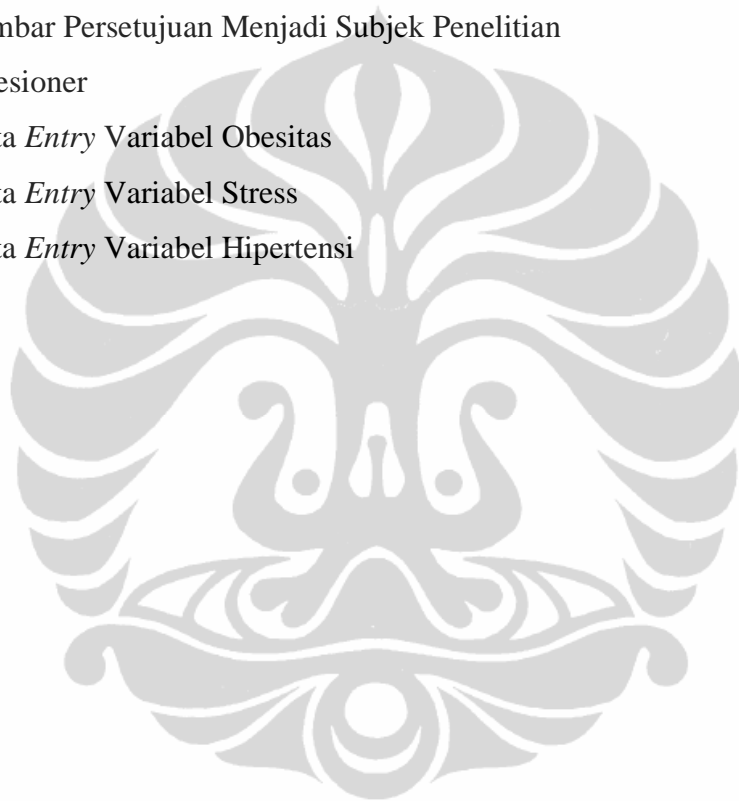 mbar Persetujuan Menjadi Subjek Penelitian
esioner
ta Entry Variabel Obesitas
ta Entry Variabel Stress
ta Entry Variabel Hipertensi